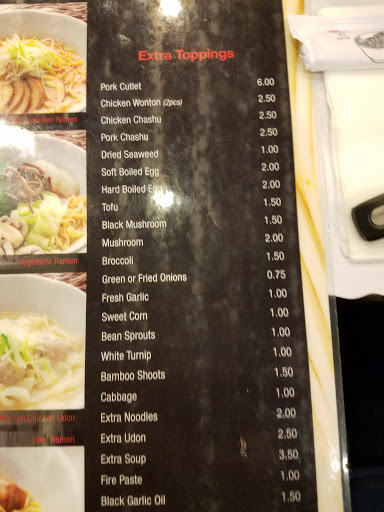 Extra Toppings
Pork Cutlet 6.00
Chicken Wonton (2pcs) 2.50
Chicken Chashu 2.50
Pork Chashu 2.50
Dried Seaweed 1.00
Soft Boiled Egg 2.00
Hard Boiled Egg 2.00
Tofu 1.50
Black Mushroom 1.50
Mushroom 2.00
Broccoli 1.50
Green or Fried Onions 0.75
Fresh Garlic 1.00
Sweet Corn 1.00
Bean Sprouts 1.00
White Turnip 1.00
Bamboo Shoots 1.50
Cabbage 1.00
Extra Noodles 2.00
Extra Udon 2.50
Extra Soup 3.50
Fire Paste 1.00
Black Garlic Oil 1.50
Ramen
Vegetable Ramen
Chicken Udon
Ramen